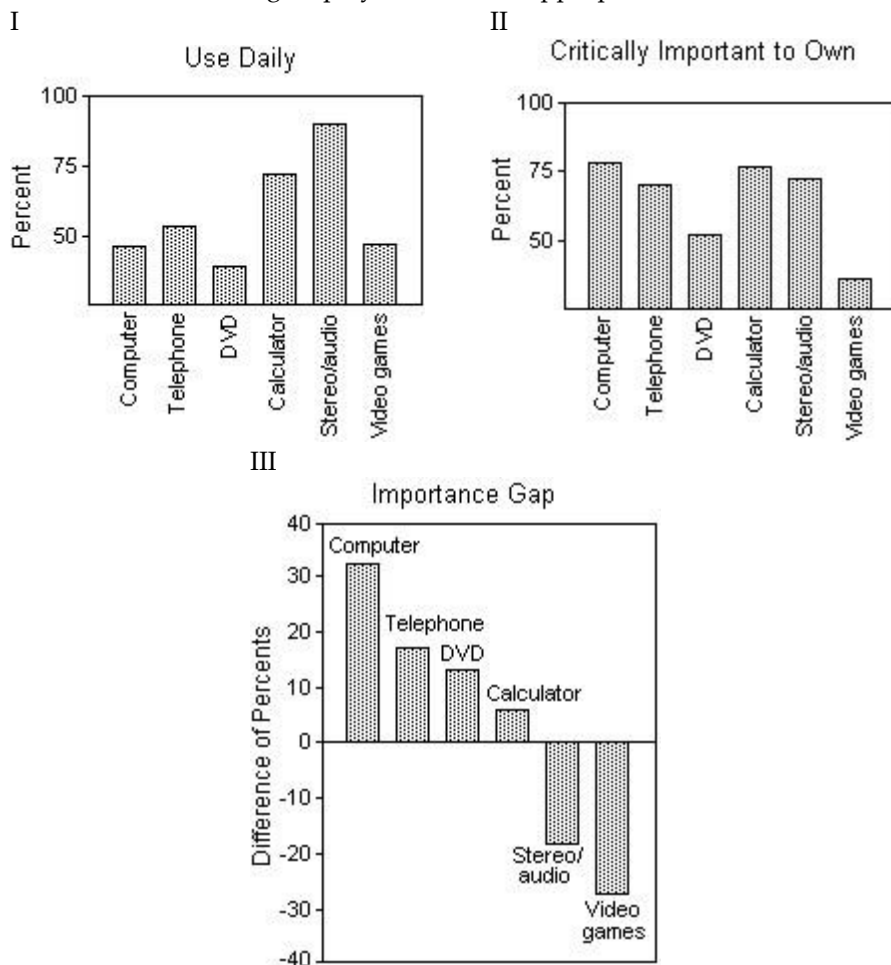 I
Use Daily
100
75
50
Percent
Computer
Telephone
DVD
Calculator
Stereo/audio
Video games
II
Critically Important to Own
100
75
50
Percent
Computer
Telephone
DVD
Calculator
Stereo/audio
Video games
III
Importance Gap
40
30
20
10
0
-10
-20
-30
-40
Difference of Percents
Computer
Telephone
DVD
Calculator
Stereo/
audio
Video
games